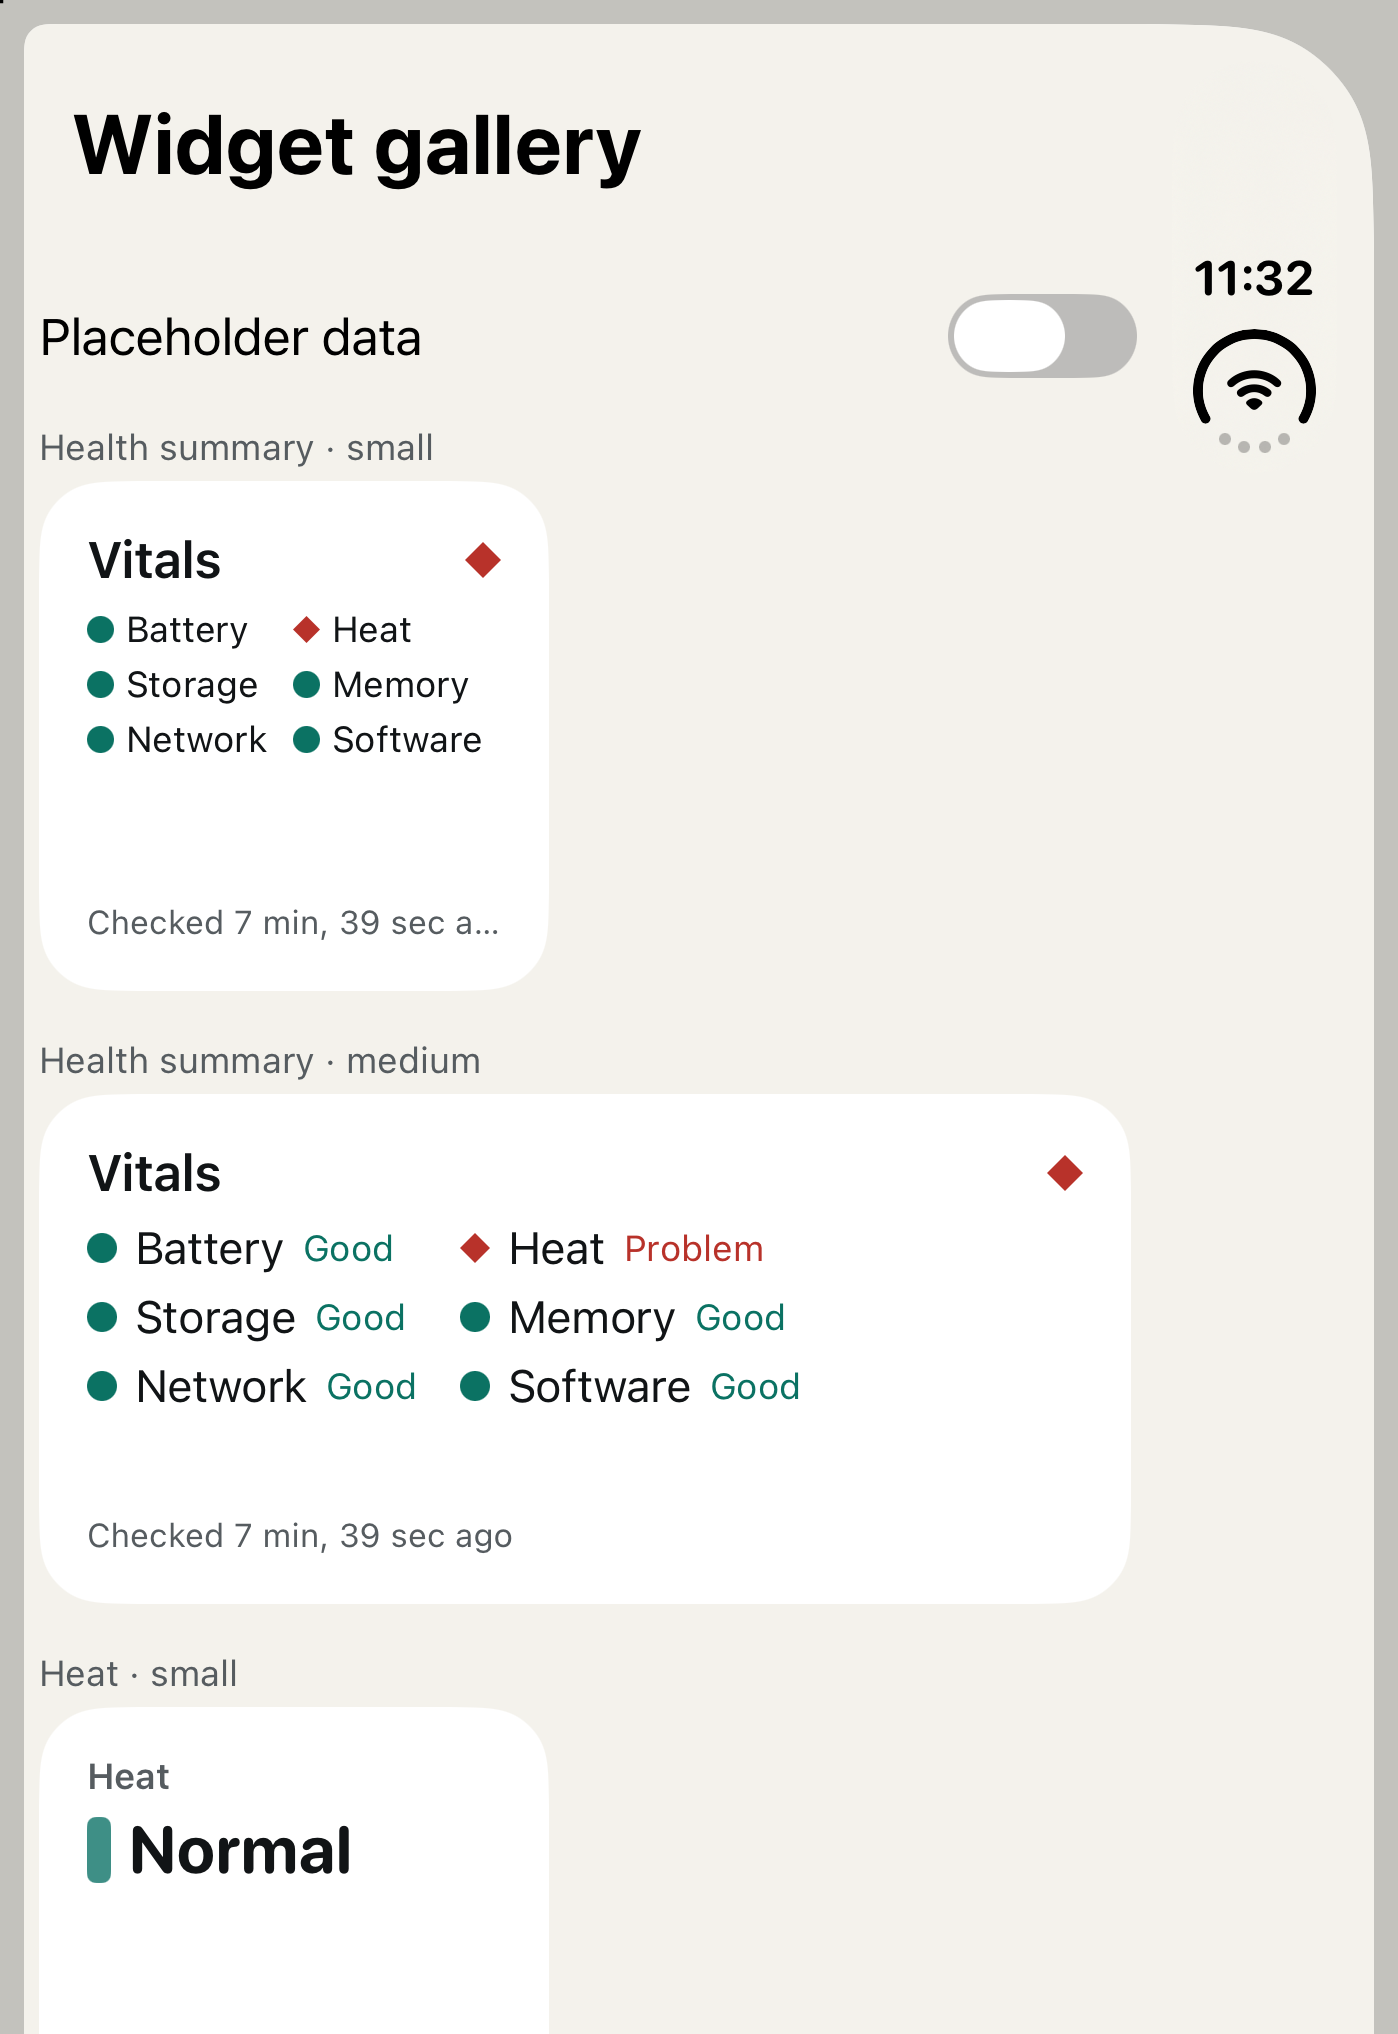 Widget gallery
11:32
Placeholder data
Health summary · small
Vitals
Battery Heat
Storage Memory
Network Software
Checked 7 min, 39 sec a...
Health summary · medium
Vitals
Battery Good Heat Problem
Storage Good Memory Good
Network Good Software Good
Checked 7 min, 39 sec ago
Heat · small
Heat
Normal